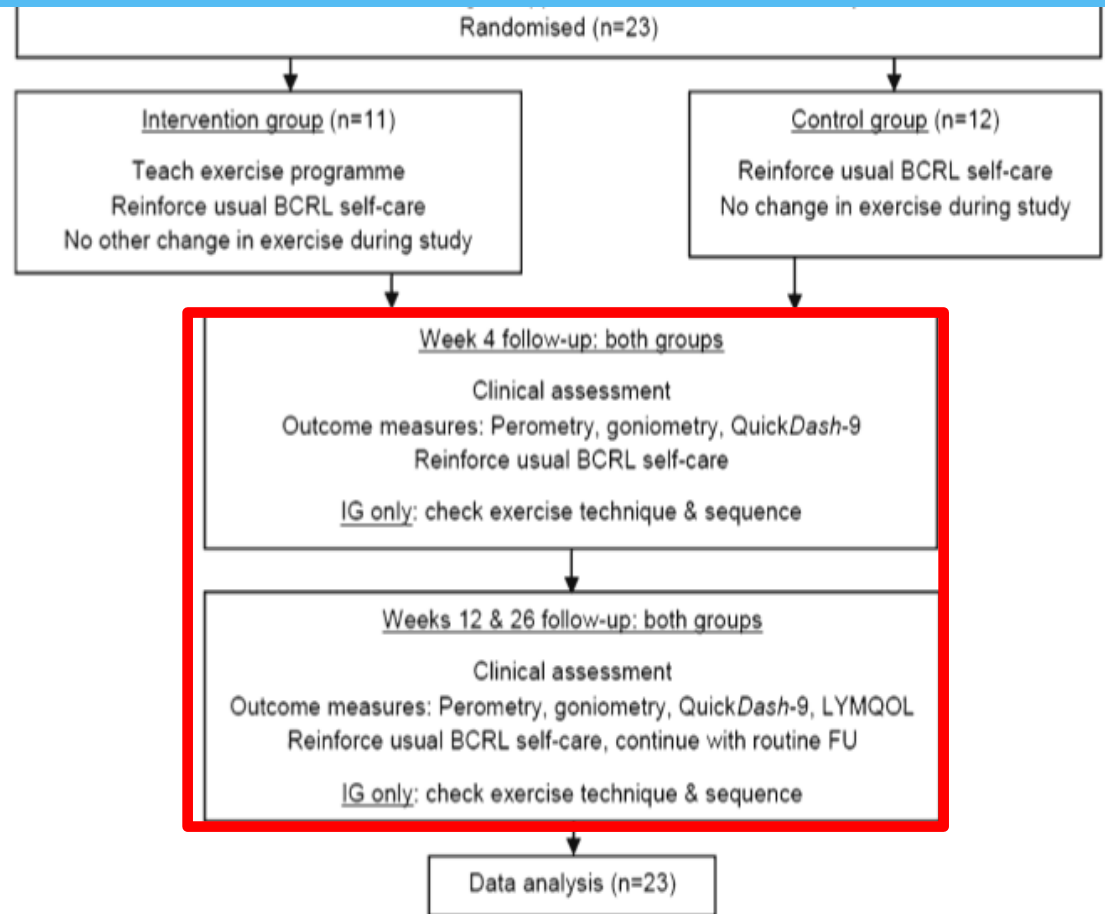 Randomised (n=23)
Intervention group (n=11)
Teach exercise programme
Reinforce usual BCRL self-care
No other change in exercise during study
Control group (n=12)
Reinforce usual BCRL self-care
No change in exercise during study
Week 4 follow-up: both groups
Clinical assessment
Outcome measures: Perometry, goniometry, QuickDash-9
Reinforce usual BCRL self-care
IG only: check exercise technique & sequence
Weeks 12 & 26 follow-up: both groups
Clinical assessment
Outcome measures: Perometry, goniometry, QuickDash-9, LYMQOL
Reinforce usual BCRL self-care, continue with routine FU
IG only: check exercise technique & sequence
Data analysis (n=23)